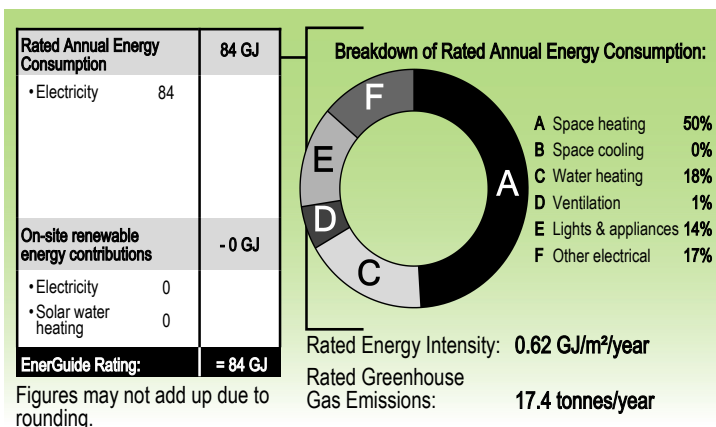 Rated Annual Energy
Consumption
84 GJ
• Electricity 84
On-site renewable
energy contributions
- 0 GJ
• Electricity 0
• Solar water
heating
0
EnerGuide Rating: = 84 GJ
Figures may not add up due to
rounding.
Breakdown of Rated Annual Energy Consumption:
F
E
D
C
A
A Space heating 50%
B Space cooling 0%
C Water heating 18%
D Ventilation 1%
E Lights & appliances 14%
F Other electrical 17%
Rated Energy Intensity: 0.62 GJ/m²/year
Rated Greenhouse
Gas Emissions: 17.4 tonnes/year